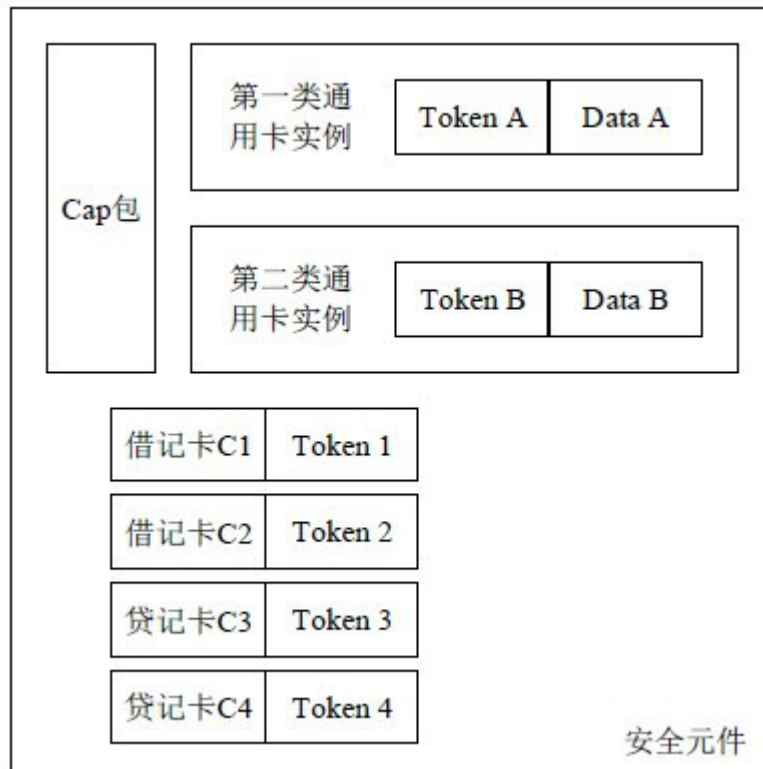 Cap包
第一类通
用卡实例
Token A
Data A
第二类通
用卡实例
Token B
Data B
借记卡C1
Token 1
借记卡C2
Token 2
贷记卡C3
Token 3
贷记卡C4
Token 4
安全元件